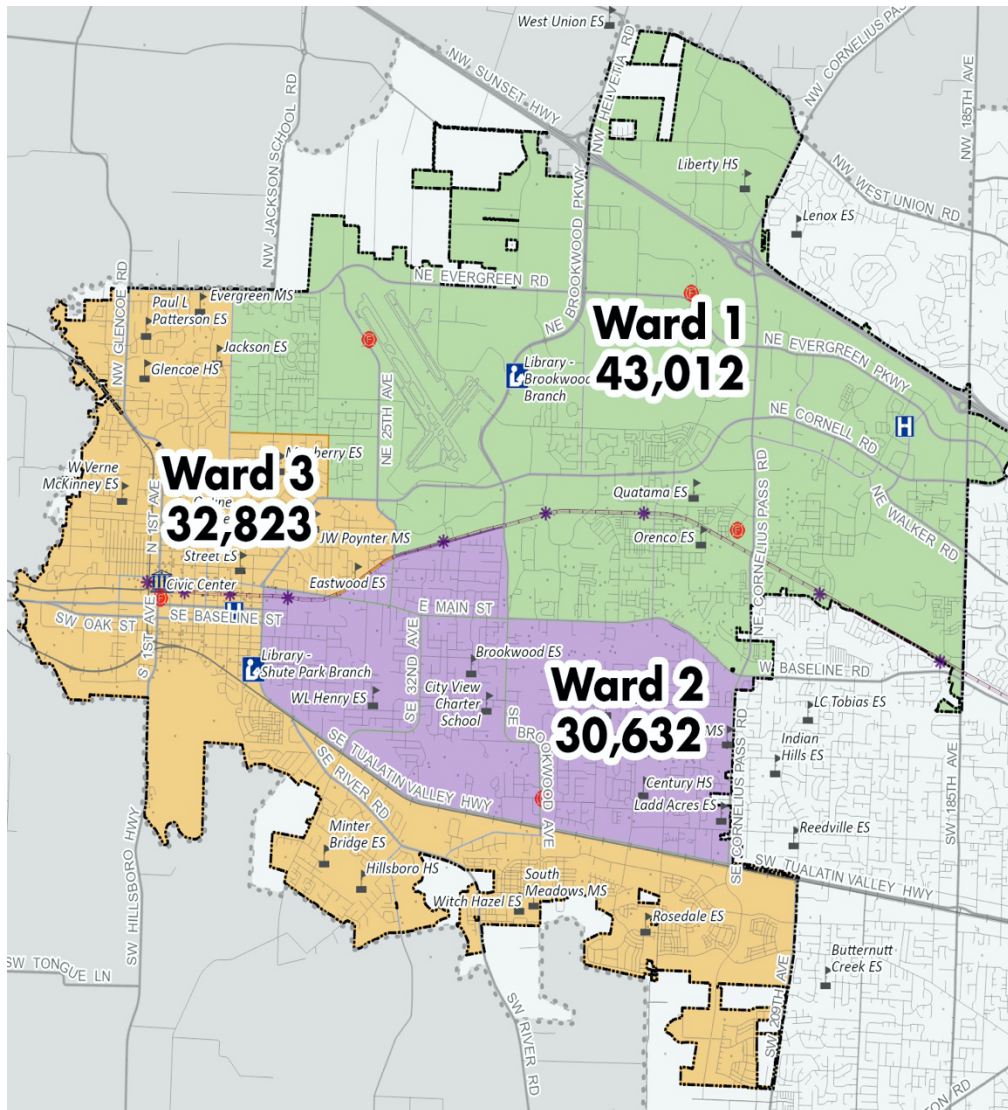 West Union ES
NW HELVETIA RD
NW CORNELIUS PASS RD
NW SUNSET HWY
NW 185TH AVE
NW JACKSON SCHOOL RD
Liberty HS
NW WEST UNION RD
Lenox ES
NE BROOKWOOD PKWY
NE EVERGREEN RD
NW GLENCOE RD
Paul L
Patterson ES
Evergreen MS
Jackson ES
Glencoe HS
F
F
Ward 1
43,012
Library -
Brookwood
Branch
NE EVERGREEN PKWY
NE 25TH AVE
NE CORNELL RD
H
W Verne
McKinney ES
Ward 3
32,823
N 1ST AVE
Street ES
JW Poynter MS
Quatama ES
Orenco ES
NE CORNELIUS PASS RD
NE WALKER RD
Civic Center
Eastwood ES
H
SW OAK ST
SE BASELINE ST
E MAIN ST
S 1ST AVE
Library -
Shute Park Branch
WL Henry ES
SE 32ND AVE
Brookwood ES
City View
Charter
School
Ward 2
30,632
MS
W BASELINE RD
LC Tobias ES
Indian
Hills ES
SE BROOKWOOD AVE
SE TUALATIN VALLEY HWY
SE RIVER RD
Century HS
Ladd Acres ES
SE CORNELIUS PASS RD
Reedville ES
SW 185TH AVE
SW HILLSBORO HWY
Minter
Bridge ES
Hillsboro HS
Witch Hazel ES
South
Meadows MS
SW TUALATIN VALLEY HWY
Rosedale ES
Butternutt
Creek ES
SW TONGUE LN
SW RIVER RD
SW 209TH AVE